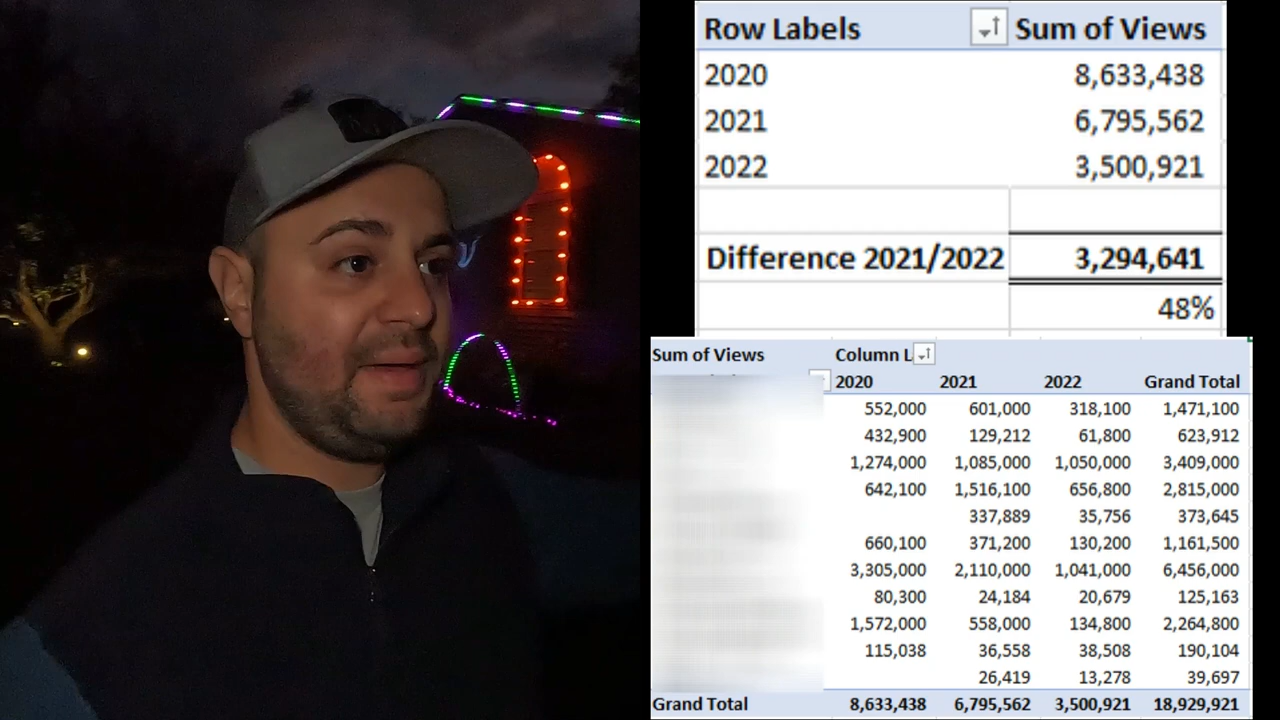 Row Labels Sum of Views
2020 8,633,438
2021 6,795,562
2022 3,500,921
Difference 2021/2022 3,294,641
48%
Sum of Views Column L
2020 2021 2022 Grand Total
552,000 601,000 318,100 1,471,100
432,900 129,212 61,800 623,912
1,274,000 1,085,000 1,050,000 3,409,000
642,100 1,516,100 656,800 2,815,000
337,889 35,756 373,645
660,100 371,200 130,200 1,161,500
3,305,000 2,110,000 1,041,000 6,456,000
80,300 24,184 20,679 125,163
1,572,000 558,000 134,800 2,264,800
115,038 36,558 38,508 190,104
26,419 13,278 39,697
Grand Total 8,633,438 6,795,562 3,500,921 18,929,921